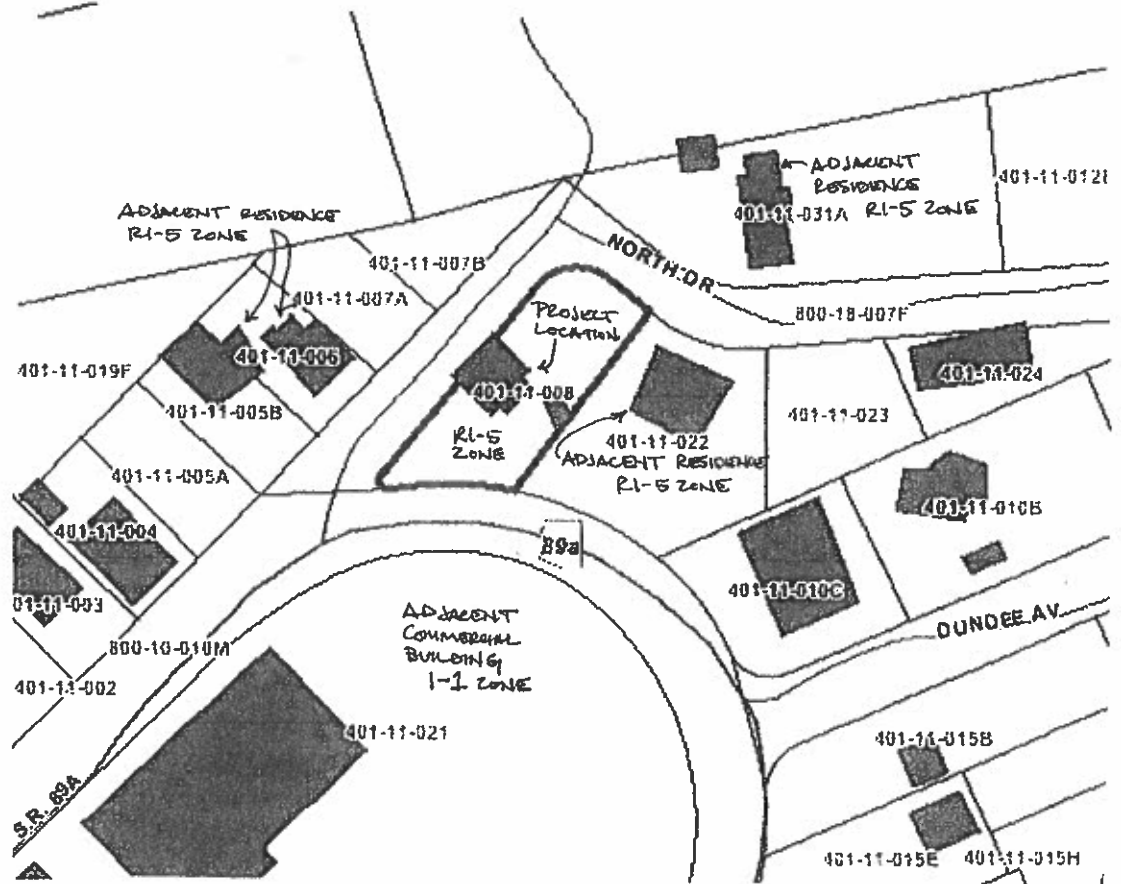 ADJACENT
RESIDENCE
R1-5 ZONE
401-11-012
401-11-031A
ADJACENT RESIDENCE
R1-5 ZONE
401-11-007B
NORTH DR
401-11-007A
800-18-007F
PROJECT
LOCATION
401-11-006
401-11-019F
401-11-024
401-11-008
401-11-005B
401-11-023
R1-5
ZONE
401-11-022
ADJACENT RESIDENCE
R1-5 ZONE
401-11-005A
401-11-010B
401-11-004
89a
401-11-010C
01-11-003
ADJACENT
COMMERCIAL
BUILDING
I-1 ZONE
DUNDEE AV
800-10-010M
401-11-002
401-11-021
401-11-015B
S.R. 89A
401-11-015E
401-11-015H